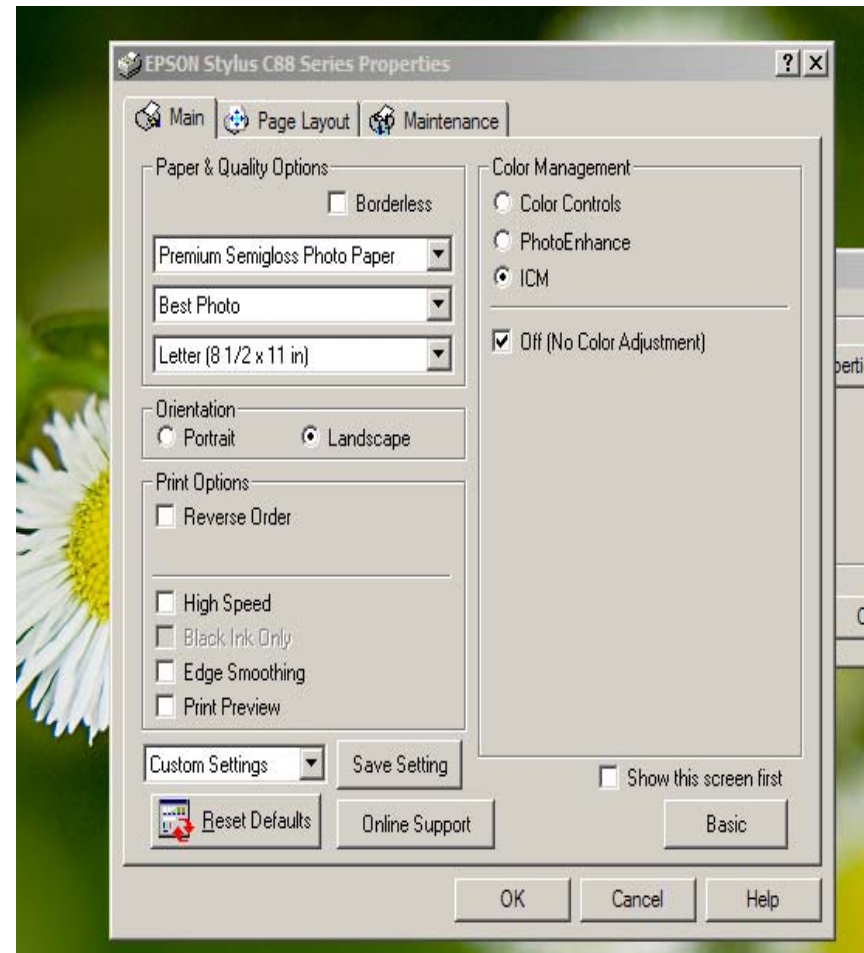 EPSON Stylus C88 Series Properties
Main
Page Layout
Maintenance
Paper & Quality Options
Borderless
Premium Semigloss Photo Paper
Best Photo
Letter (8 1/2 x 11 in)
Orientation
Portrait
Landscape
Print Options
Reverse Order
High Speed
Black Ink Only
Edge Smoothing
Print Preview
Color Management
Color Controls
PhotoEnhance
ICM
Off (No Color Adjustment)
Custom Settings
Save Setting
Show this screen first
Reset Defaults
Online Support
Basic
OK
Cancel
Help